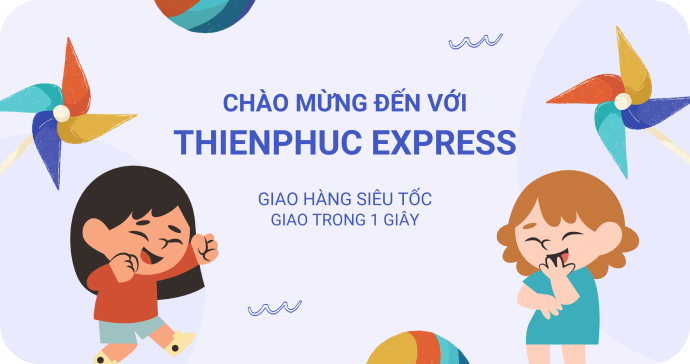 CHÀO MỪNG ĐẾN VỚI
THIENPHUC EXPRESS
GIAO HÀNG SIÊU TỐC
GIAO TRONG 1 GIÂY